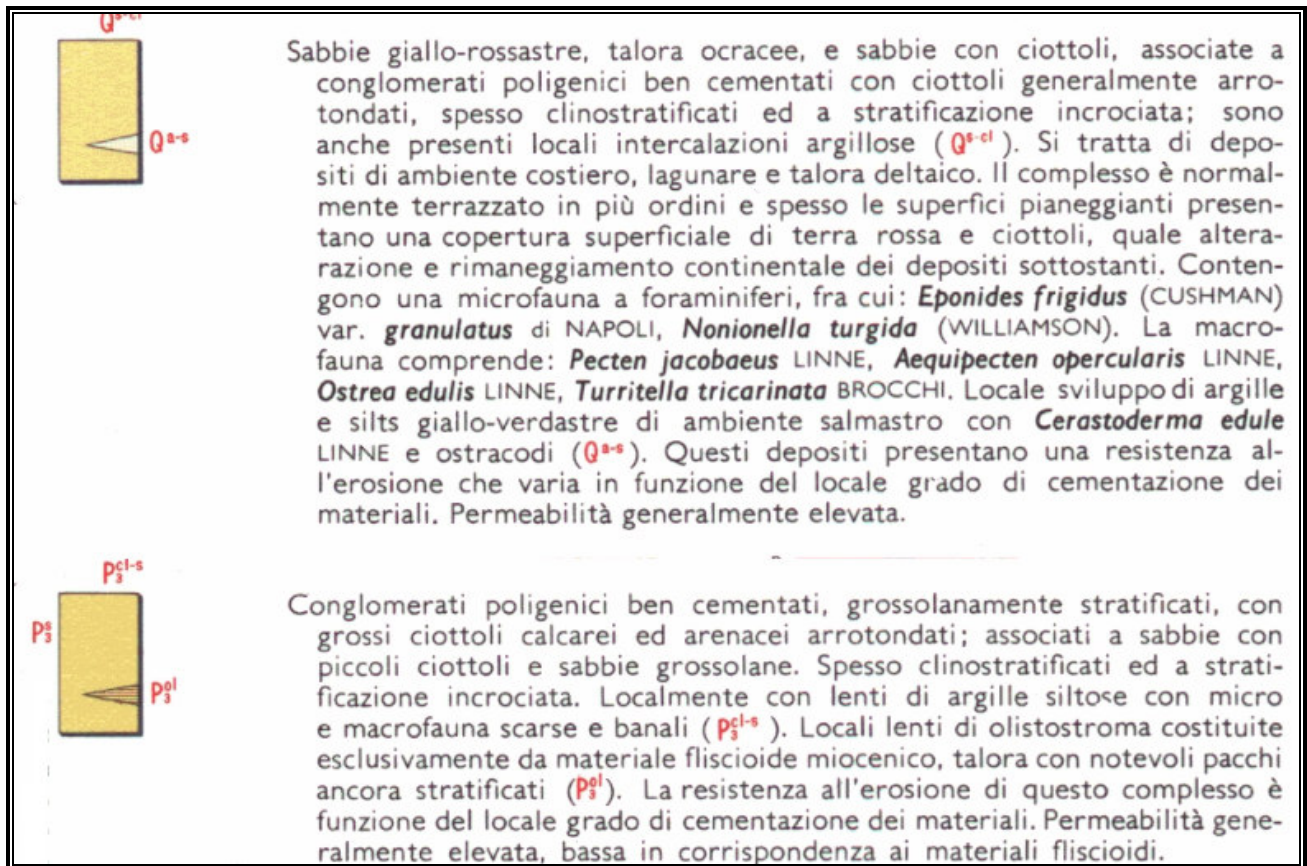 Q s-cl
Sabbie giallo-rossastre, talora ocracee, e sabbie con ciottoli, associate a
conglomerati poligenici ben cementati con ciottoli generalmente arro-
tondati, spesso clinostratificati ed a stratificazione incrociata; sono
anche presenti locali intercalazioni argillose ( Q s-cl ). Si tratta di depo-
siti di ambiente costiero, lagunare e talora deltaico. Il complesso è normal-
mente terrazzato in più ordini e spesso le superfici pianeggianti presen-
tano una copertura superficiale di terra rossa e ciottoli, quale altera-
razione e rimaneggiamento continentale dei depositi sottostanti. Conten-
gono una microfauna a foraminiferi, fra cui: Eponides frigidus (CUSHMAN)
var. granulatus di NAPOLI, Nonionella turgida (WILLIAMSON). La macro-
fauna comprende: Pecten jacobaeus LINNE, Aequipecten opercularis LINNE,
Ostrea edulis LINNE, Turritella tricarinata BROCCHI. Locale sviluppo di argille
e silts giallo-verdastre di ambiente salmastro con Cerastoderma edule
LINNE e ostracodi (Q a-s). Questi depositi presentano una resistenza al-
l'erosione che varia in funzione del locale grado di cementazione dei
materiali. Permeabilità generalmente elevata.
Q a-s
P3 cl-s
P3 s
P3 ol
Conglomerati poligenici ben cementati, grossolanamente stratificati, con
grossi ciottoli calcarei ed arenacei arrotondati; associati a sabbie con
piccoli ciottoli e sabbie grossolane. Spesso clinostratificati ed a strati-
ficazione incrociata. Localmente con lenti di argille siltose con micro
e macrofauna scarse e banali ( P3 cl-s ). Locali lenti di olistostroma costituite
esclusivamente da materiale fliscioide miocenico, talora con notevoli pacchi
ancora stratificati (P3 ol). La resistenza all'erosione di questo complesso è
funzione del locale grado di cementazione dei materiali. Permeabilità gene-
ralmente elevata, bassa in corrispondenza ai materiali fliscioidi.